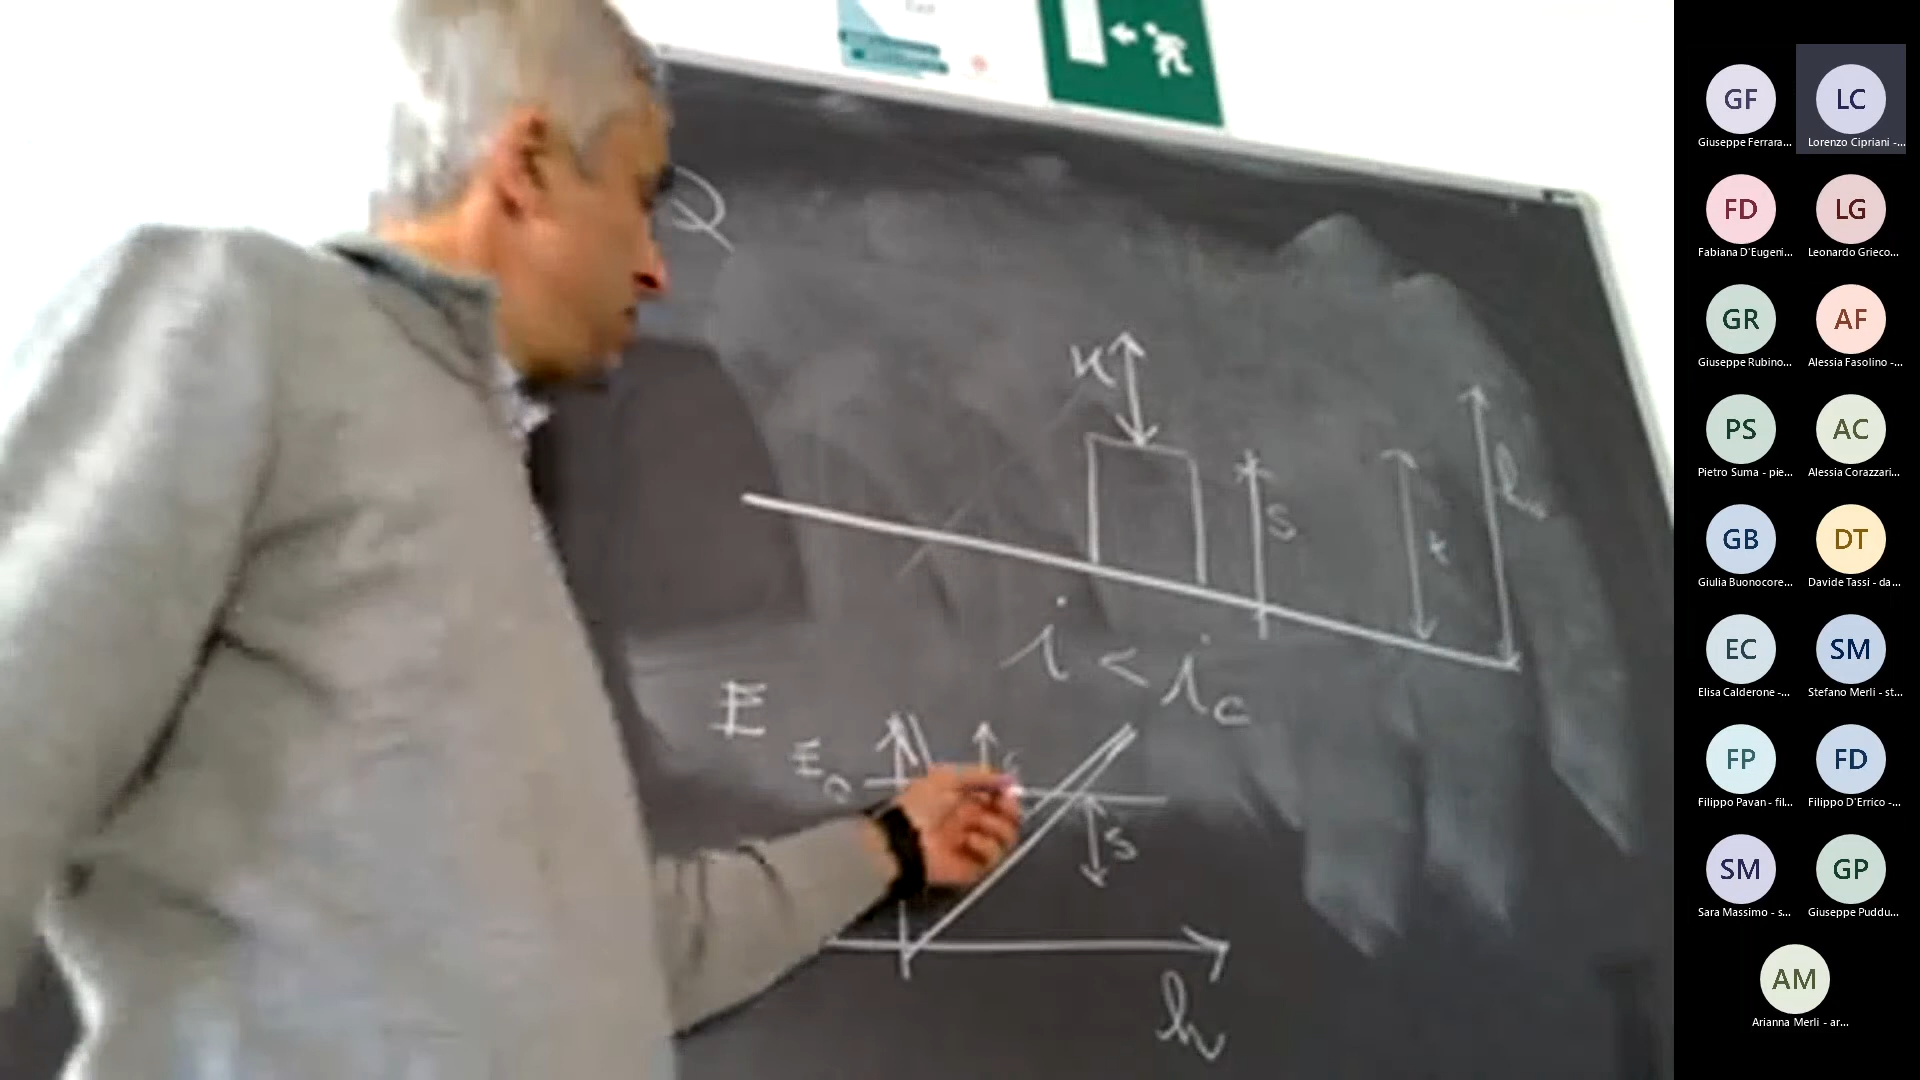 Q
k
s
t
h
i < i_c
E
E_0
s
h
GF
LC
Giuseppe Ferrara...
Lorenzo Cipriani -...
FD
LG
Fabiana D'Eugeni...
Leonardo Grieco...
GR
AF
Giuseppe Rubino...
Alessia Fasolino -...
PS
AC
Pietro Suma - pie...
Alessia Corazzari...
GB
DT
Giulia Buonocore...
Davide Tassi - da...
EC
SM
Elisa Calderone -...
Stefano Merli - st...
FP
FD
Filippo Pavan - fil...
Filippo D'Errico -...
SM
GP
Sara Massimo - s...
Giuseppe Puddu...
AM
Arianna Merli - ar...